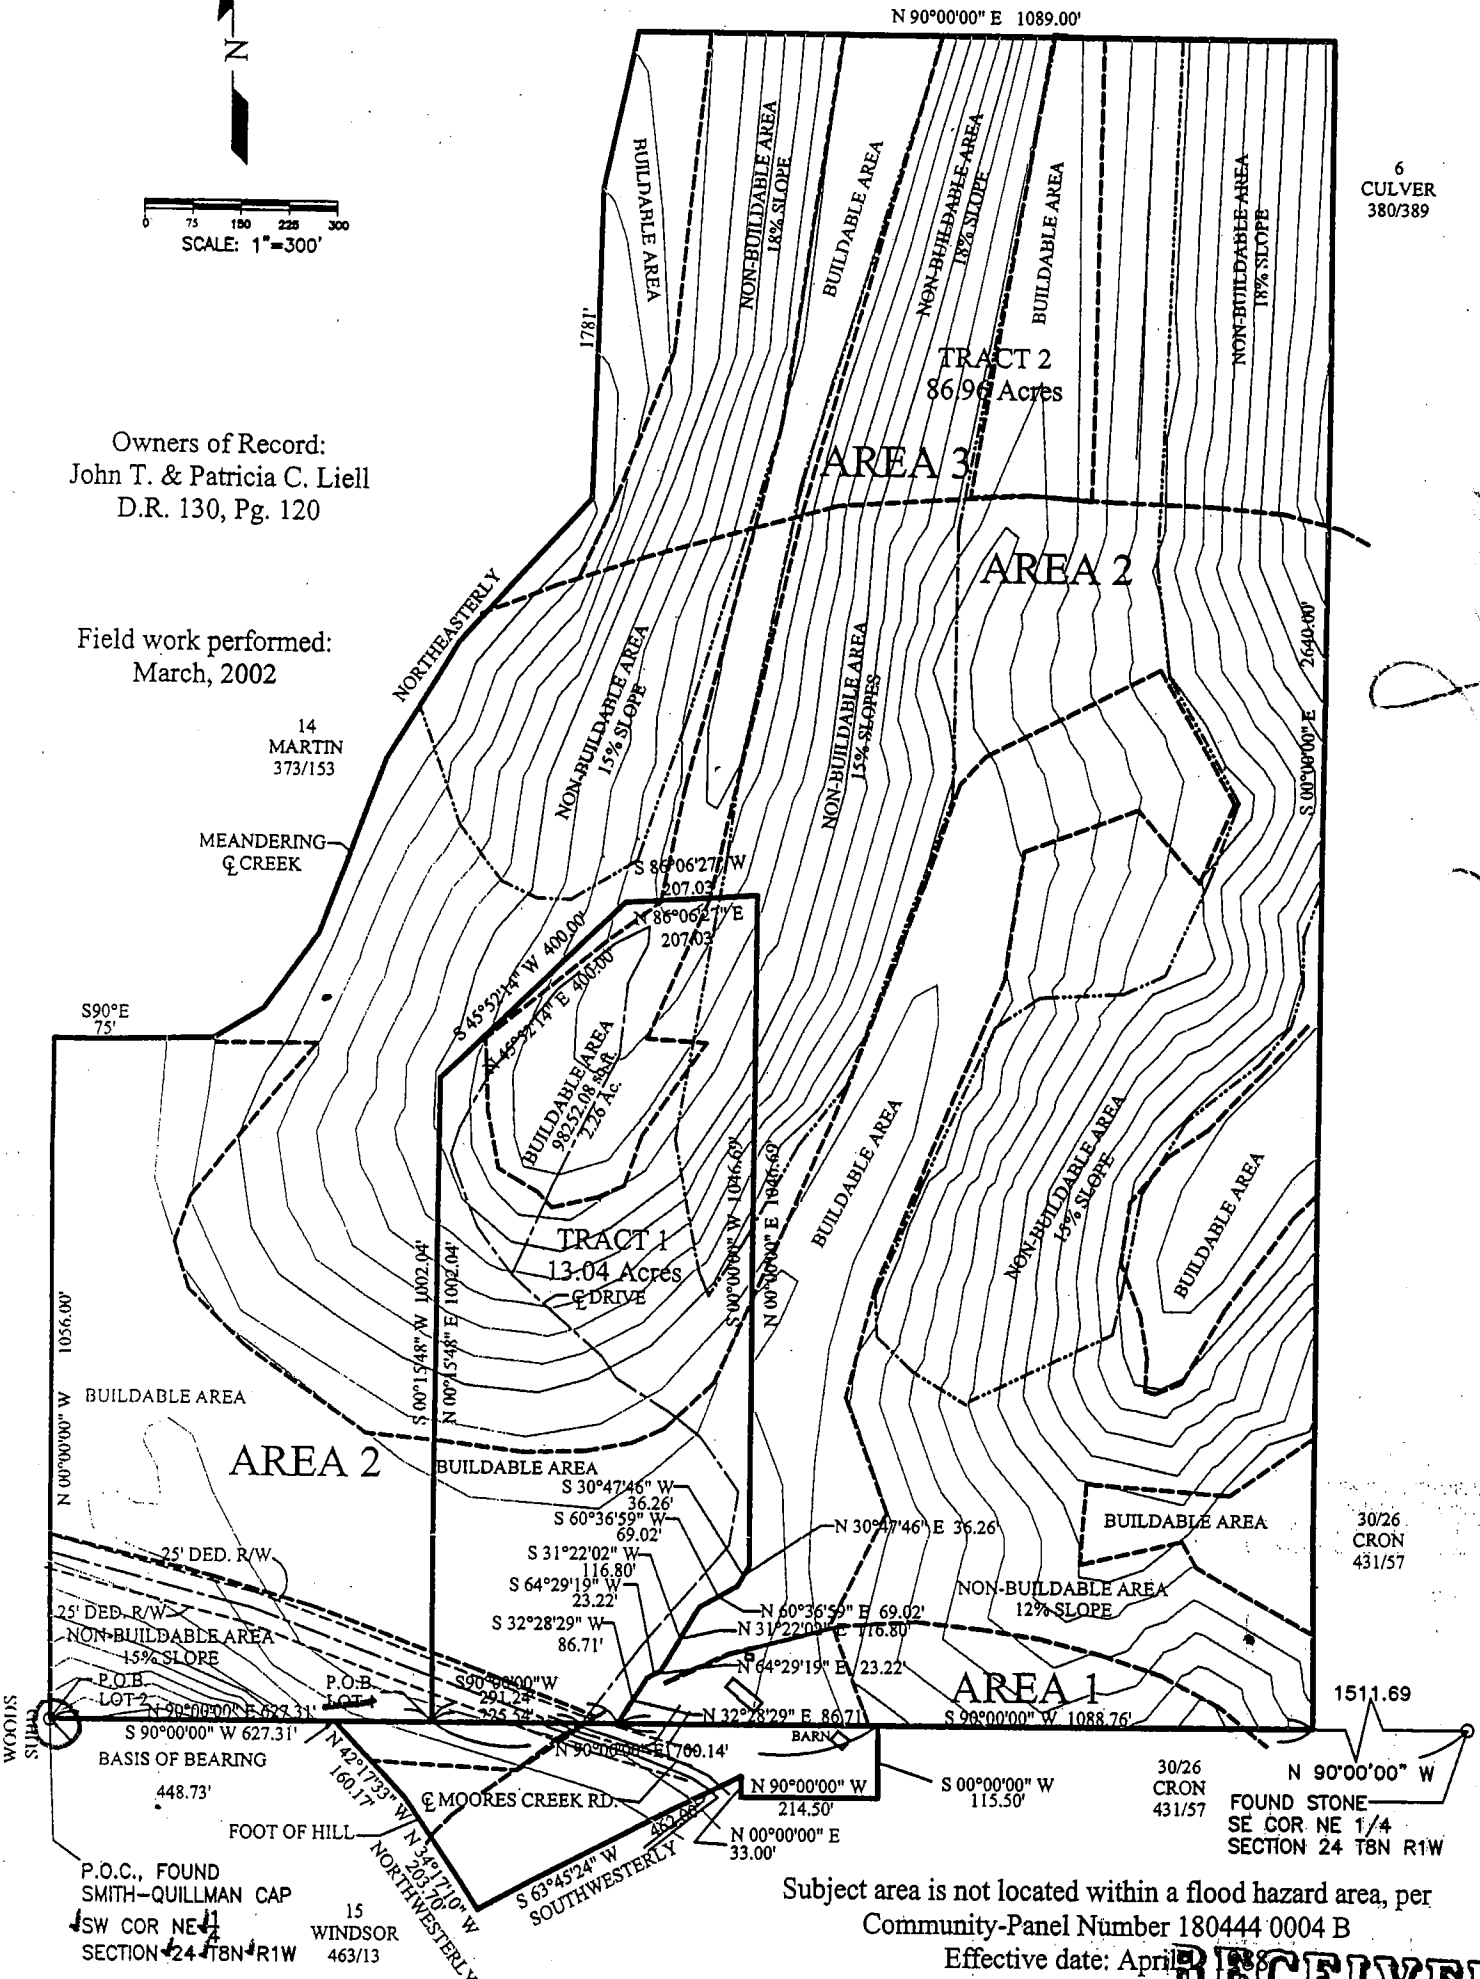 N 90°00'00" E 1089.00'
N
0 75 150 225 300
SCALE: 1"=300'
6
CULVER
380/389
BUILDABLE AREA
NON-BUILDABLE AREA
18% SLOPE
BUILDABLE AREA
NON-BUILDABLE AREA
18% SLOPE
BUILDABLE AREA
NON-BUILDABLE AREA
18% SLOPE
1781'
TRACT 2
86.96 Acres
AREA 3
Owners of Record:
John T. & Patricia C. Liell
D.R. 130, Pg. 120
AREA 2
NORTHEASTERLY
Field work performed:
March, 2002
NON-BUILDABLE AREA
15% SLOPE
NON-BUILDABLE AREA
15% SLOPES
S 00°00'00" E 2640.00'
14
MARTIN
373/153
MEANDERING
℄ CREEK
S 86°06'27" W
207.03
N 86°06'27" E
207.03
S 45°52'14" W 400.00'
N 45°52'14" E 400.00'
S90°E
75'
BUILDABLE AREA
98252.08 sq.ft.
2.26 Ac.
BUILDABLE AREA
NON-BUILDABLE AREA
15% SLOPE
BUILDABLE AREA
S 00°00'00" W 1046.69'
N 00°00'00" E 1046.69'
TRACT 1
13.04 Acres
℄ DRIVE
S 00°15'48" W 1002.04'
N 00°15'48" E 1002.04'
N 00°00'00" W 1056.00'
BUILDABLE AREA
AREA 2
BUILDABLE AREA
S 30°47'46" W
36.26'
S 60°36'59" W
69.02'
N 30°47'46" E 36.26'
S 31°22'02" W
116.80'
S 64°29'19" W
23.22'
S 32°28'29" W
86.71'
N 60°36'59" E 69.02'
N 31°22'02" E 116.80'
N 64°29'19" E 23.22'
N 32°28'29" E 86.71'
BUILDABLE AREA
30/26
CRON
431/57
NON-BUILDABLE AREA
12% SLOPE
25' DED. R/W
25' DED. R/W
NON-BUILDABLE AREA
15% SLOPE
P.O.B.
LOT 2
P.O.B.
LOT 1
S90°00'00"W
291.24'
225.54'
AREA 1
S 90°00'00" W 1088.76'
1511.69
WOODS
N 90°00'00" E 627.31'
S 90°00'00" W 627.31'
BASIS OF BEARING
448.73'
N 90°00'00" E 700.14'
BARN
N 42°17'33" W
160.17'
℄ MOORES CREEK RD.
N 90°00'00" W
214.50'
S 00°00'00" W
115.50'
30/26
CRON
431/57
N 90°00'00" W
FOUND STONE
SE COR NE 1/4
SECTION 24 T8N R1W
FOOT OF HILL
N 34°17'10" W
203.70'
NORTHWESTERLY
S 63°45'24" W
SOUTHWESTERLY
N 00°00'00" E
33.00'
P.O.C., FOUND
SMITH-QUILLMAN CAP
SW COR NE 1/4
SECTION 24 T8N R1W
15
WINDSOR
463/13
Subject area is not located within a flood hazard area, per
Community-Panel Number 180444 0004 B
Effective date: April
RECEIVED